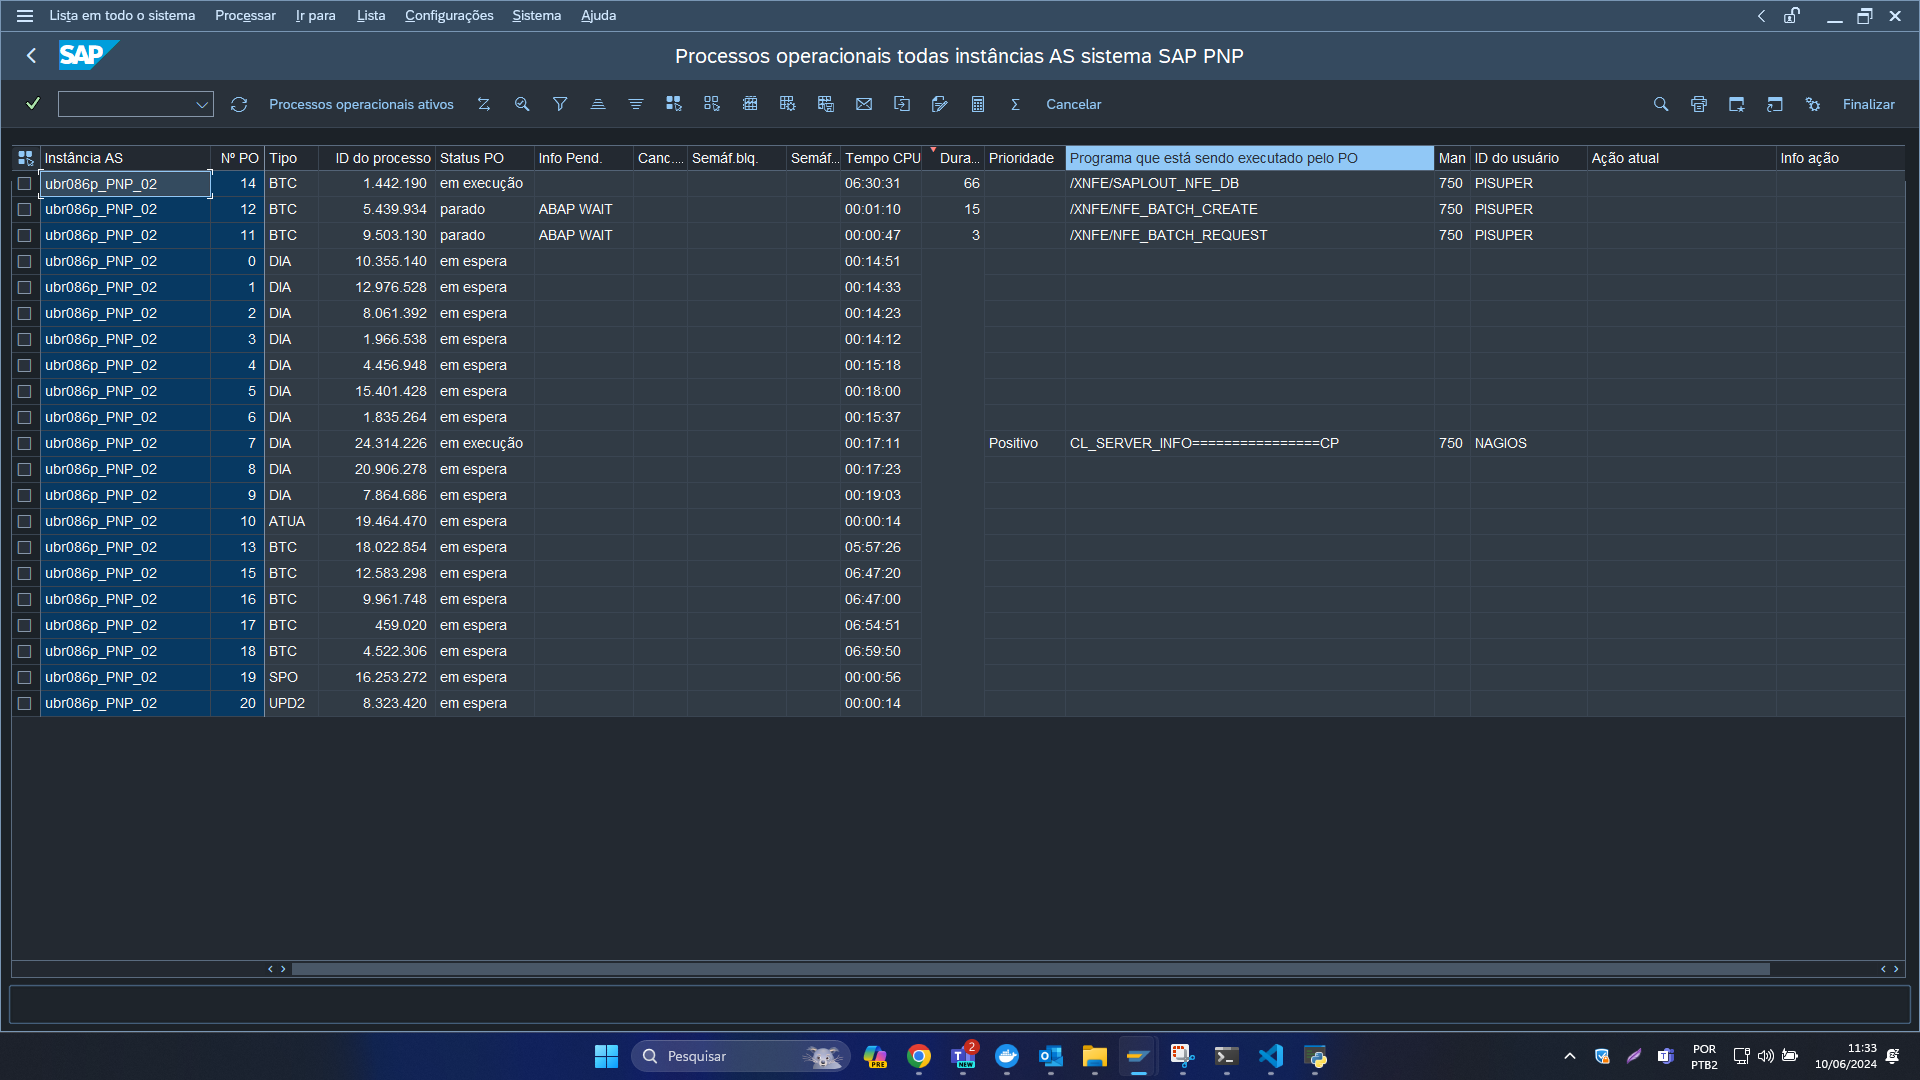 Lista em todo o sistema Processar Ir para Lista Configurações Sistema Ajuda
SAP Processos operacionais todas instâncias AS sistema SAP PNP
Processos operacionais ativos Σ Cancelar Finalizar
Instância AS Nº PO Tipo ID do processo Status PO Info Pend. Canc.... Semáf.blq. Semáf... Tempo CPU Dura... Prioridade Programa que está sendo executado pelo PO Man ID do usuário Ação atual Info ação
ubr086p_PNP_02 14 BTC 1.442.190 em execução 06:30:31 66 /XNFE/SAPLOUT_NFE_DB 750 PISUPER
ubr086p_PNP_02 12 BTC 5.439.934 parado ABAP WAIT 00:01:10 15 /XNFE/NFE_BATCH_CREATE 750 PISUPER
ubr086p_PNP_02 11 BTC 9.503.130 parado ABAP WAIT 00:00:47 3 /XNFE/NFE_BATCH_REQUEST 750 PISUPER
ubr086p_PNP_02 0 DIA 10.355.140 em espera 00:14:51
ubr086p_PNP_02 1 DIA 12.976.528 em espera 00:14:33
ubr086p_PNP_02 2 DIA 8.061.392 em espera 00:14:23
ubr086p_PNP_02 3 DIA 1.966.538 em espera 00:14:12
ubr086p_PNP_02 4 DIA 4.456.948 em espera 00:15:18
ubr086p_PNP_02 5 DIA 15.401.428 em espera 00:18:00
ubr086p_PNP_02 6 DIA 1.835.264 em espera 00:15:37
ubr086p_PNP_02 7 DIA 24.314.226 em execução 00:17:11 Positivo CL_SERVER_INFO================CP 750 NAGIOS
ubr086p_PNP_02 8 DIA 20.906.278 em espera 00:17:23
ubr086p_PNP_02 9 DIA 7.864.686 em espera 00:19:03
ubr086p_PNP_02 10 ATUA 19.464.470 em espera 00:00:14
ubr086p_PNP_02 13 BTC 18.022.854 em espera 05:57:26
ubr086p_PNP_02 15 BTC 12.583.298 em espera 06:47:20
ubr086p_PNP_02 16 BTC 9.961.748 em espera 06:47:00
ubr086p_PNP_02 17 BTC 459.020 em espera 06:54:51
ubr086p_PNP_02 18 BTC 4.522.306 em espera 06:59:50
ubr086p_PNP_02 19 SPO 16.253.272 em espera 00:00:56
ubr086p_PNP_02 20 UPD2 8.323.420 em espera 00:00:14
Pesquisar PRE 2 NEW POR 11:33
PTB2 10/06/2024